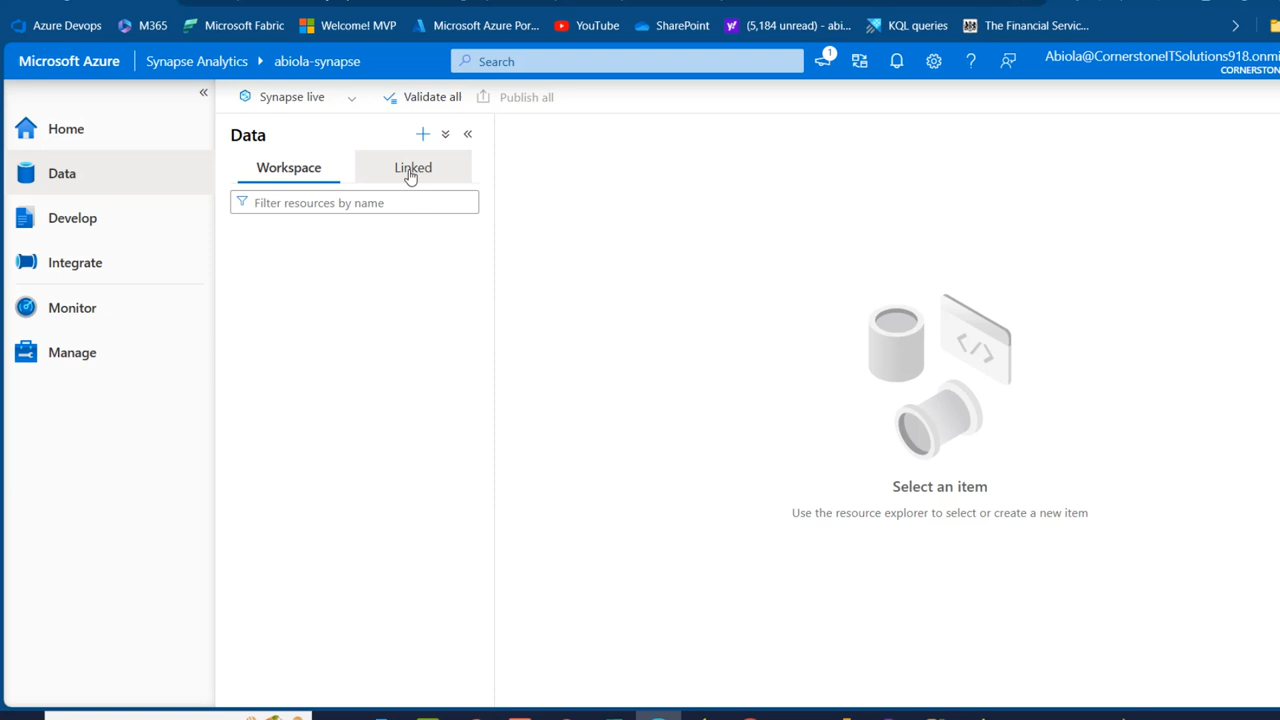 Azure Devops M365 Microsoft Fabric Welcome! MVP Microsoft Azure Por... YouTube SharePoint (5,184 unread) - abi... KQL queries The Financial Servic...
Microsoft Azure Synapse Analytics abiola-synapse Search 1 Abiola@CornerstoneITSolutions918.onmi
CORNERSTON
Synapse live Validate all Publish all
Home
Data
Develop
Integrate
Monitor
Manage
Data
Workspace Linked
Filter resources by name
Select an item
Use the resource explorer to select or create a new item